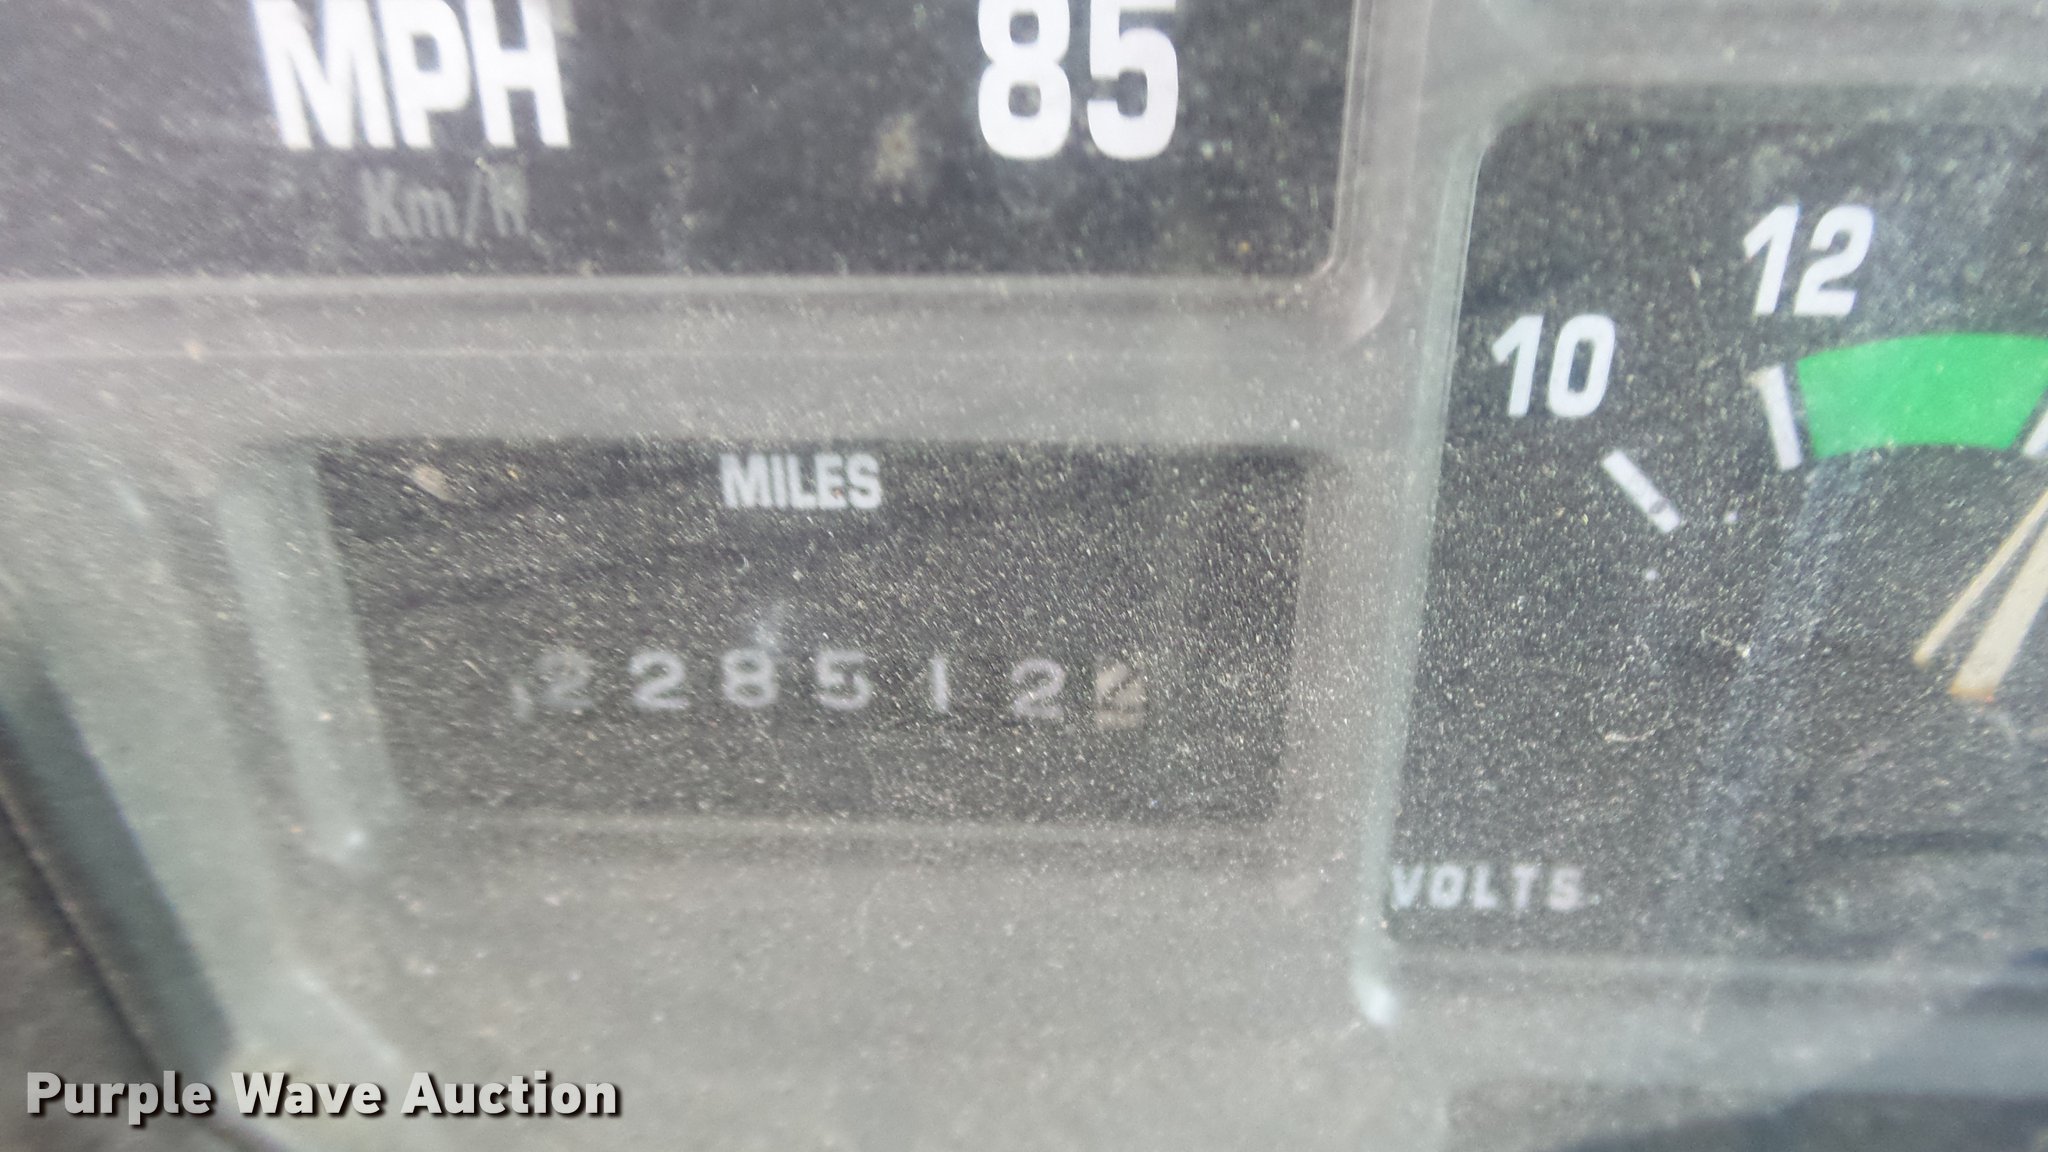 MPH
85
Km/h
12
10
MILES
228512
VOLTS
Purple Wave Auction